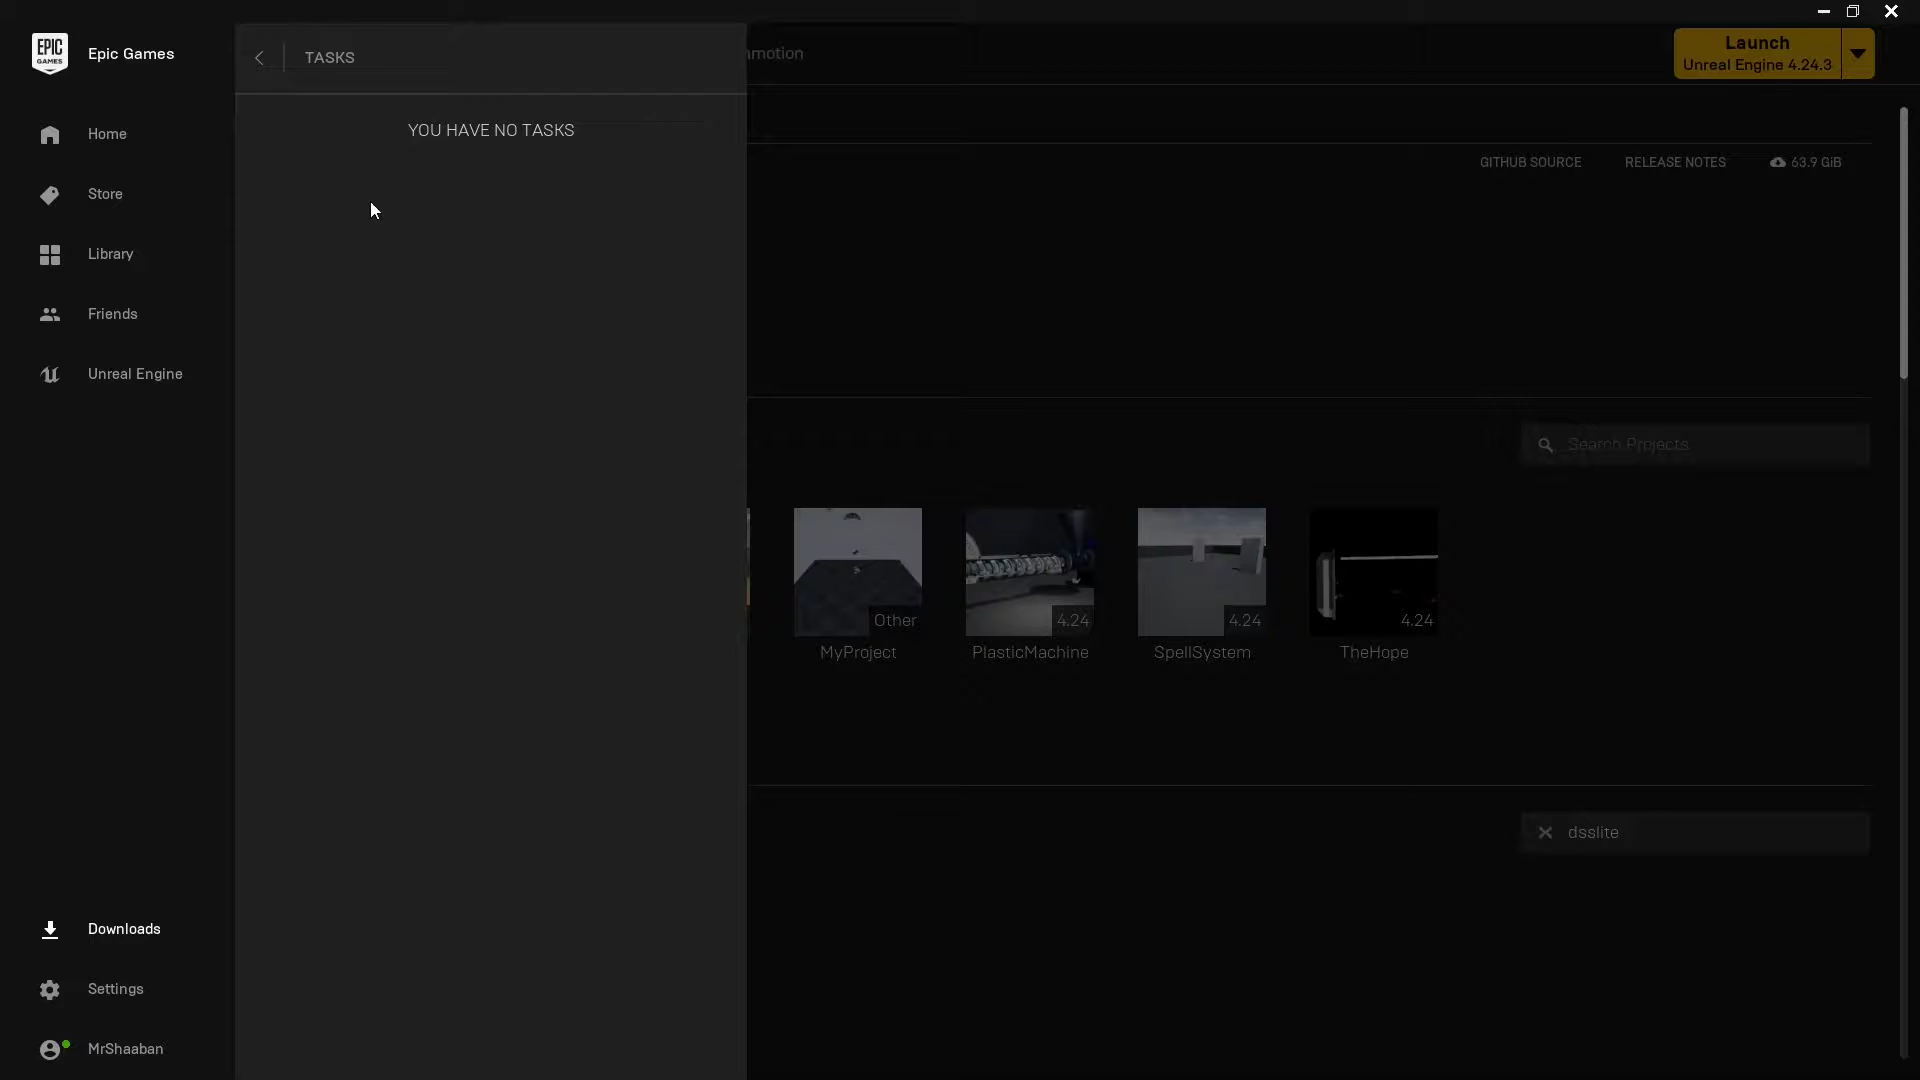 EPIC
GAMES
Epic Games
TASKS
nmotion
Launch
Unreal Engine 4.24.3
Home
YOU HAVE NO TASKS
GITHUB SOURCE
RELEASE NOTES
63.9 GiB
Store
Library
Friends
Unreal Engine
Search Projects
Other
4.24
4.24
4.24
MyProject
PlasticMachine
SpellSystem
TheHope
dsslite
Downloads
Settings
MrShaaban